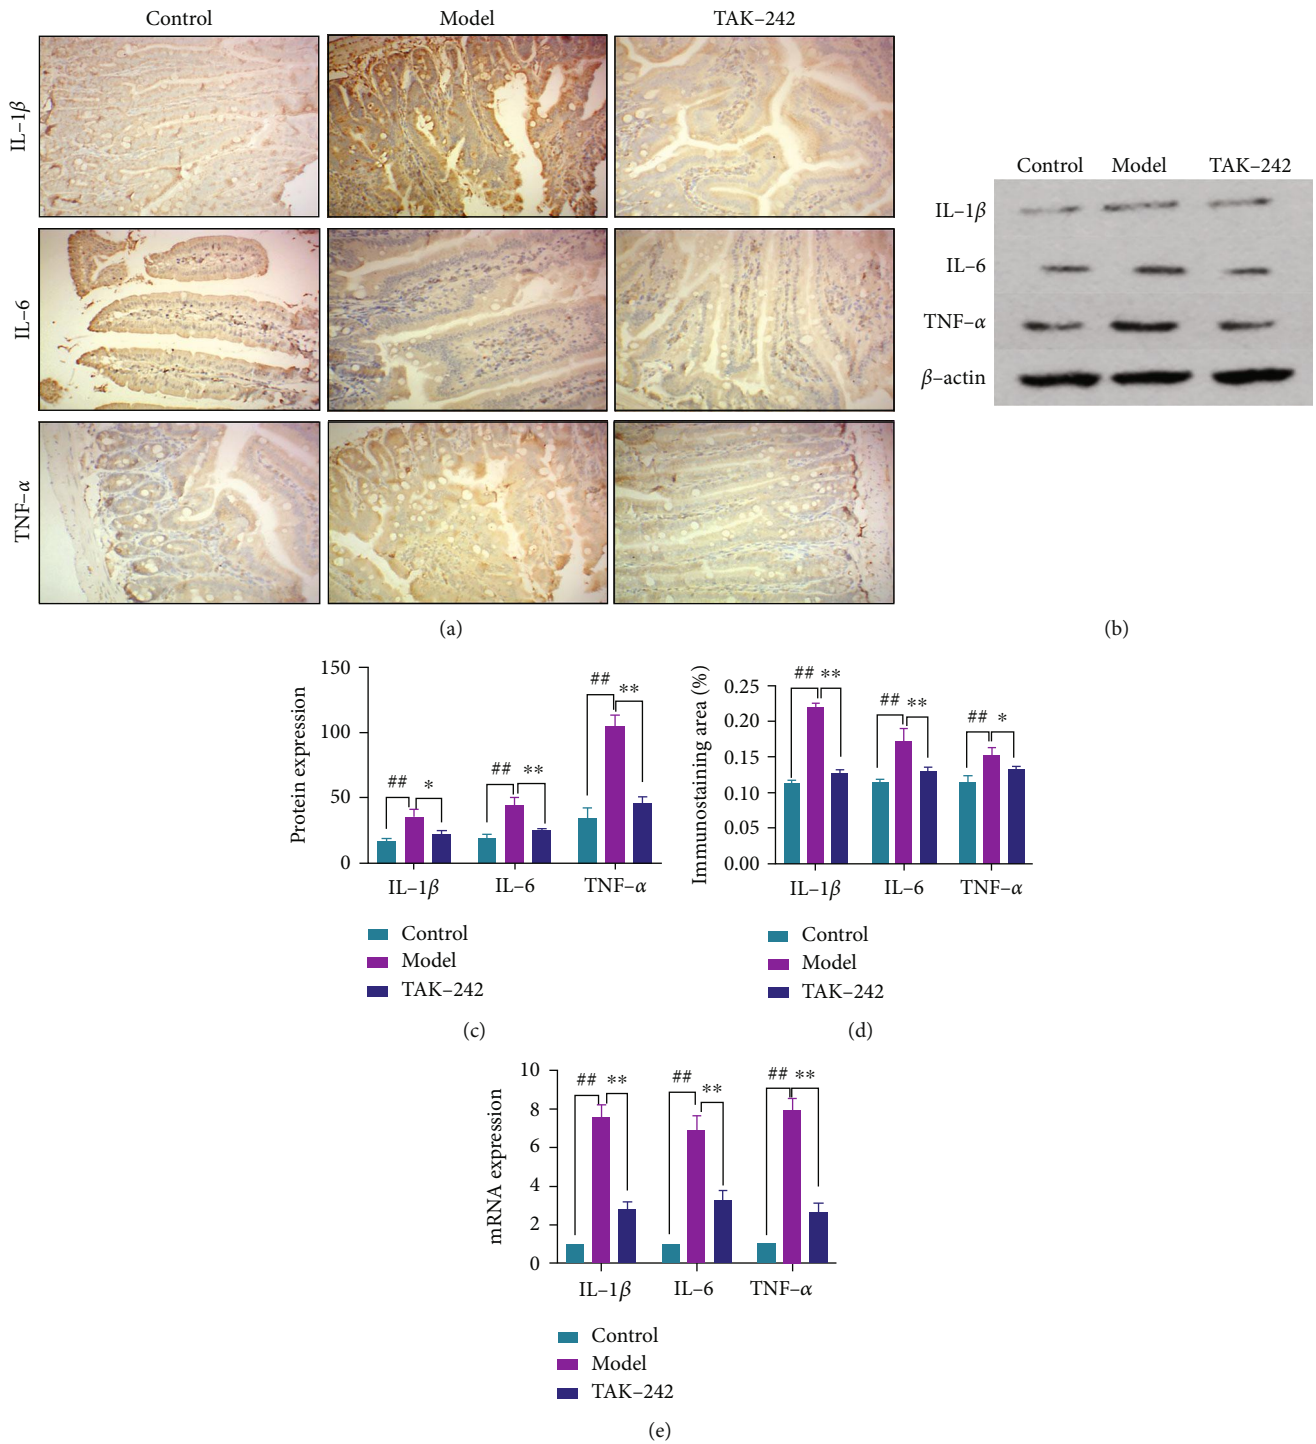 Control Model TAK–242
IL–1β
IL–6
TNF–α
(a)
Control Model TAK–242
IL–1β
IL–6
TNF–α
β–actin
(b)
Protein expression
150
100
50
0
## *
## **
## **
IL–1β IL–6 TNF–α
Control
Model
TAK–242
(c)
Immunostaining area (%)
0.25
0.20
0.15
0.10
0.05
0.00
## **
## **
## *
IL–1β IL–6 TNF–α
Control
Model
TAK–242
(d)
mRNA expression
10
8
6
4
2
0
## **
## **
## **
IL–1β IL–6 TNF–α
Control
Model
TAK–242
(e)